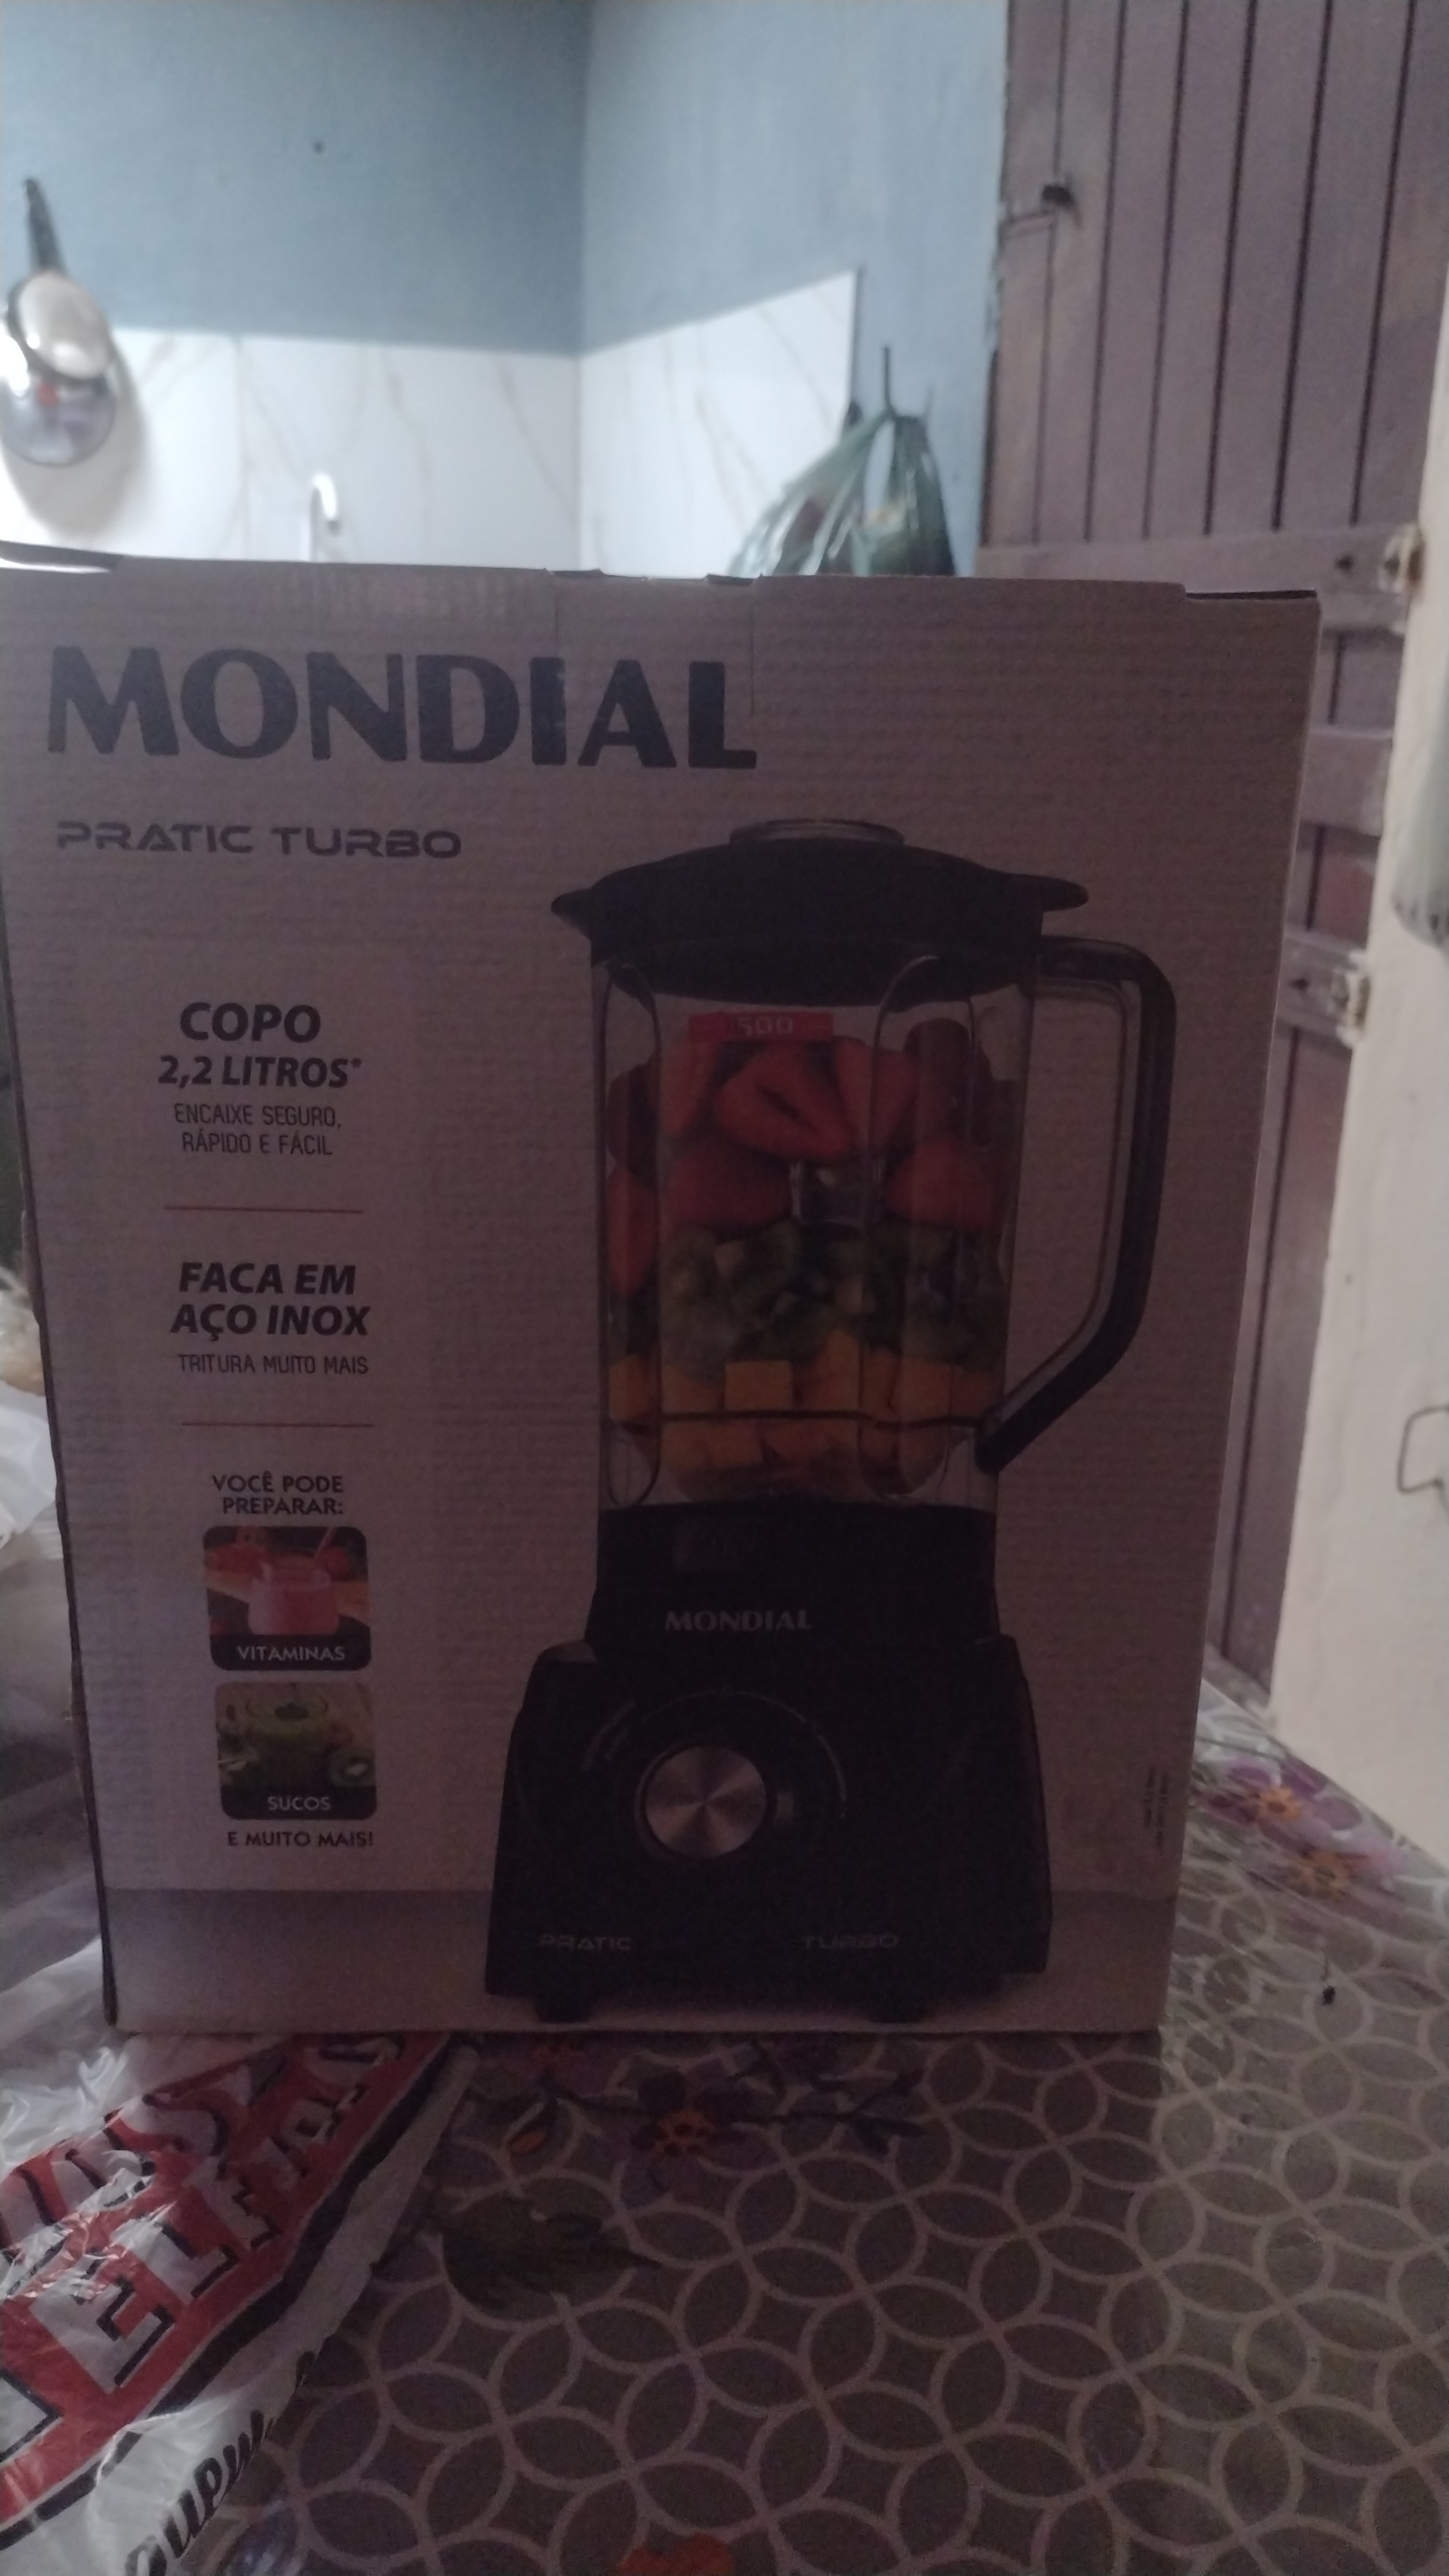 MONDIAL
PRATIC TURBO
COPO
2,2 LITROS*
ENCAIXE SEGURO,
RÁPIDO E FÁCIL
FACA EM
AÇO INOX
TRITURA MUITO MAIS
VOCÊ PODE
PREPARAR:
VITAMINAS
SUCOS
E MUITO MAIS!
1500
MONDIAL
PRATIC TURBO